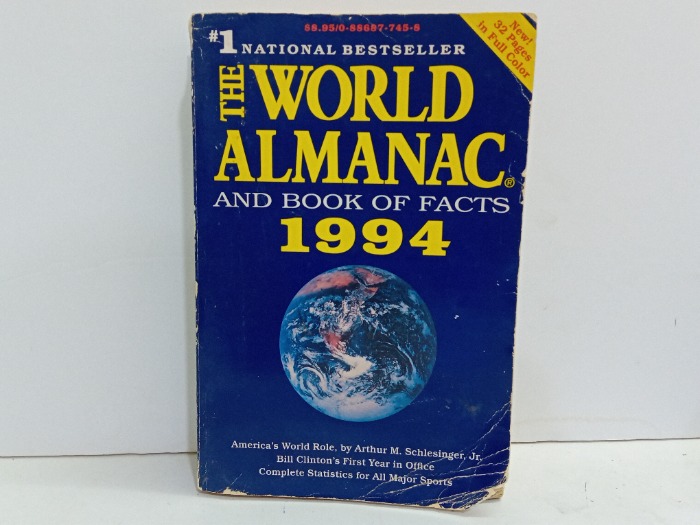 $8.95/0-88687-745-8
#1 NATIONAL BESTSELLER
New!
32 Pages
in Full Color
THE WORLD
ALMANAC®
AND BOOK OF FACTS
1994
America's World Role, by Arthur M. Schlesinger, Jr.
Bill Clinton's First Year in Office
Complete Statistics for All Major Sports